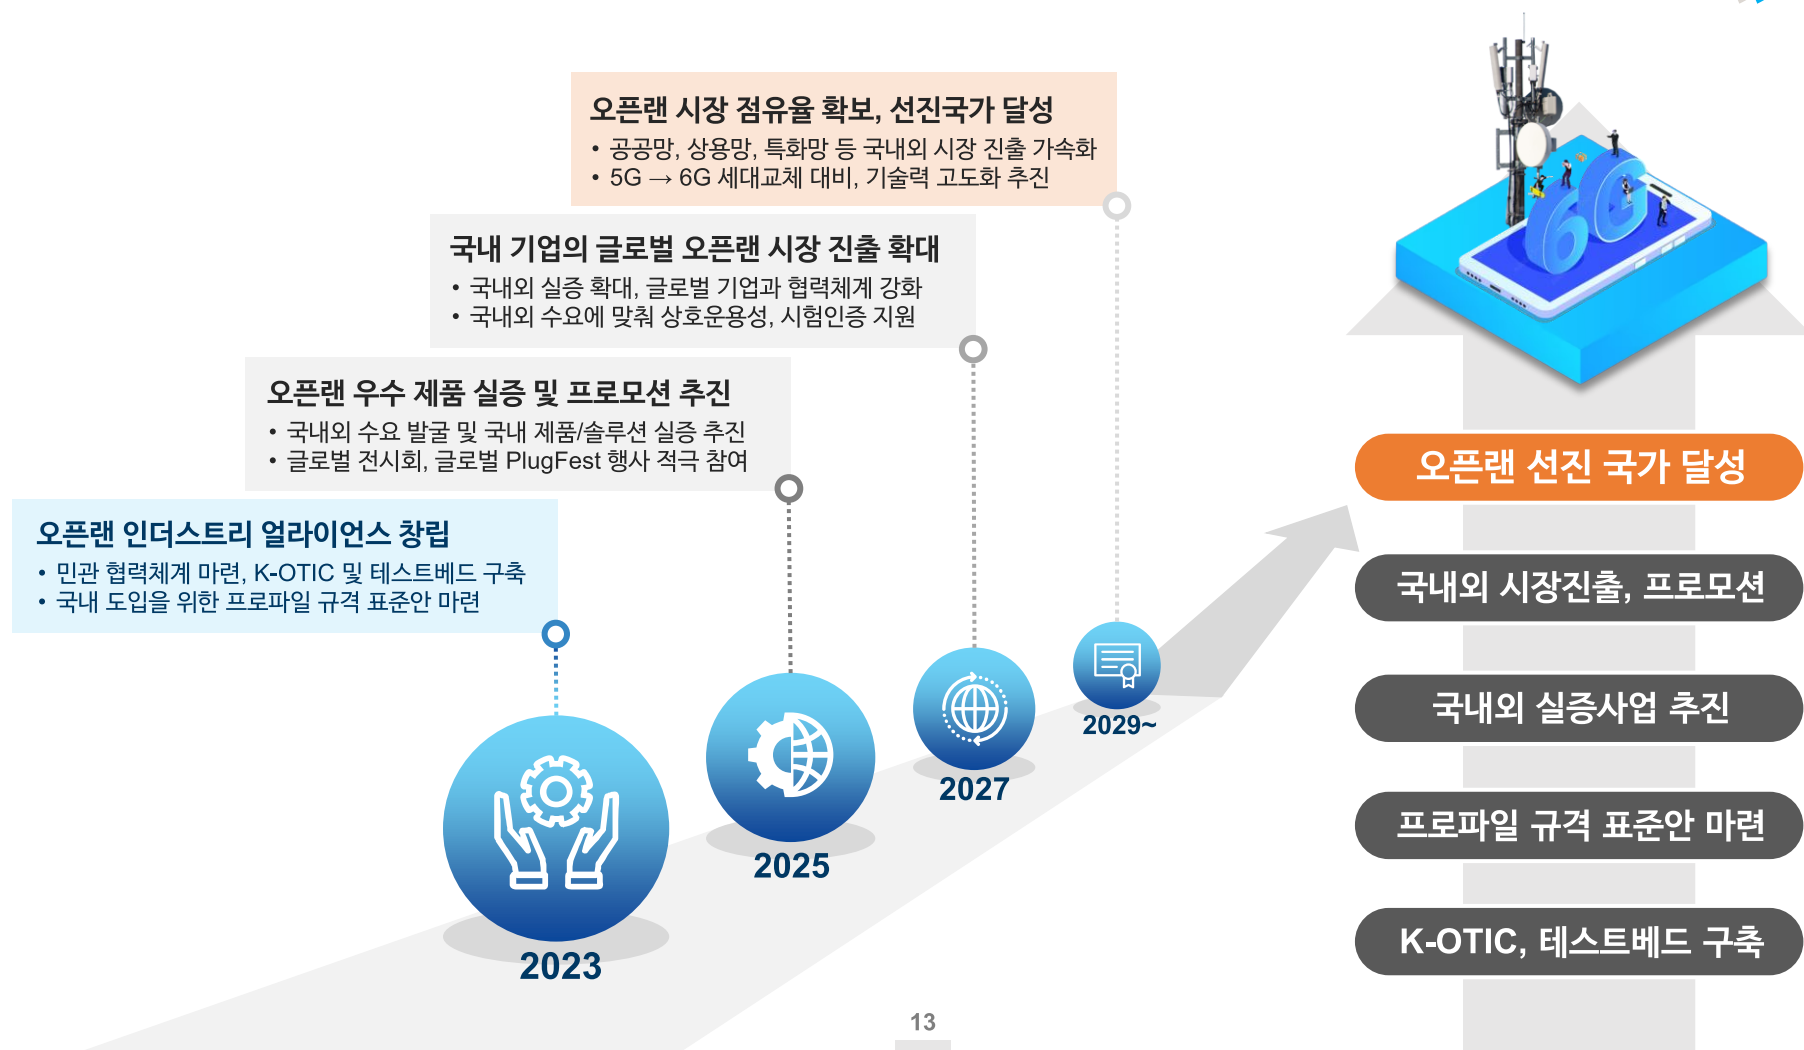 오픈랜 시장 점유율 확보, 선진국가 달성
• 공공망, 상용망, 특화망 등 국내외 시장 진출 가속화
• 5G → 6G 세대교체 대비, 기술력 고도화 추진
국내 기업의 글로벌 오픈랜 시장 진출 확대
• 국내외 실증 확대, 글로벌 기업과 협력체계 강화
• 국내외 수요에 맞춰 상호운용성, 시험인증 지원
오픈랜 우수 제품 실증 및 프로모션 추진
• 국내외 수요 발굴 및 국내 제품/솔루션 실증 추진
• 글로벌 전시회, 글로벌 PlugFest 행사 적극 참여
오픈랜 인더스트리 얼라이언스 창립
• 민관 협력체계 마련, K-OTIC 및 테스트베드 구축
• 국내 도입을 위한 프로파일 규격 표준안 마련
2023
2025
2027
2029~
6G
오픈랜 선진 국가 달성
국내외 시장진출, 프로모션
국내외 실증사업 추진
프로파일 규격 표준안 마련
K-OTIC, 테스트베드 구축
13